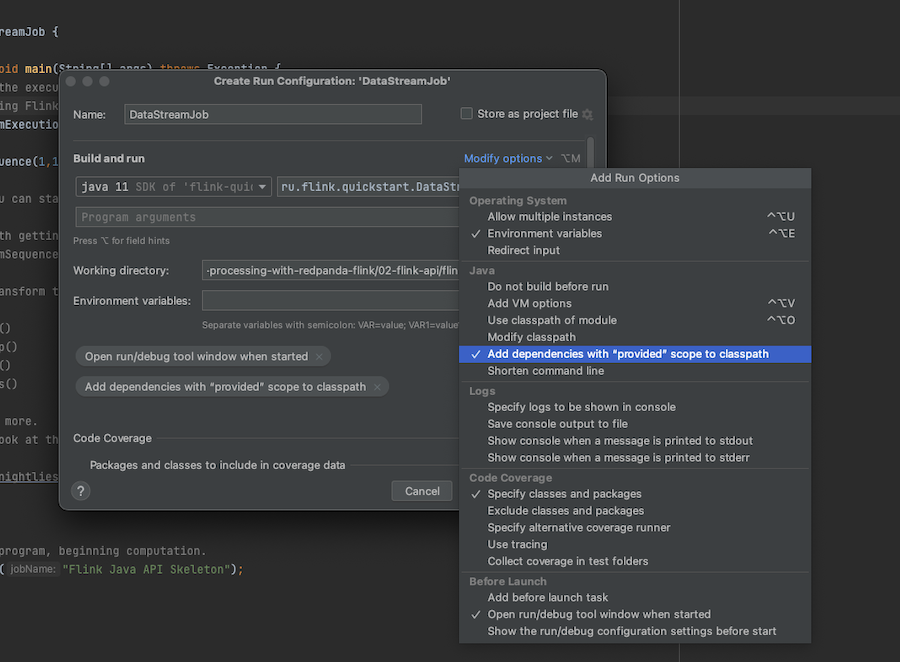 reamJob {
oid main(String[] args) throws Exception {
the execu
ing Flink
mExecutio
uence(1,1
u can sta
th gettin
mSequence
ansform t
()
p()
()
s()
more.
ook at th
nightlies
program, beginning computation.
( jobName: "Flink Java API Skeleton");
Create Run Configuration: 'DataStreamJob'
Name:
DataStreamJob
Store as project file
Build and run
Modify options ⌥M
java 11 SDK of 'flink-quic
ru.flink.quickstart.DataStr
Program arguments
Press ⌥ for field hints
Working directory:
-processing-with-redpanda-flink/02-flink-api/flin
Environment variables:
Separate variables with semicolon: VAR=value; VAR1=value
Open run/debug tool window when started ×
Add dependencies with “provided” scope to classpath ×
Code Coverage
Packages and classes to include in coverage data
?
Cancel
Add Run Options
Operating System
Allow multiple instances ^⌥U
✓ Environment variables ^⌥E
Redirect input
Java
Do not build before run
Add VM options ^⌥V
Use classpath of module ^⌥O
Modify classpath
✓ Add dependencies with “provided” scope to classpath
Shorten command line
Logs
Specify logs to be shown in console
Save console output to file
Show console when a message is printed to stdout
Show console when a message is printed to stderr
Code Coverage
✓ Specify classes and packages
Exclude classes and packages
Specify alternative coverage runner
Use tracing
Collect coverage in test folders
Before Launch
Add before launch task
✓ Open run/debug tool window when started
Show the run/debug configuration settings before start